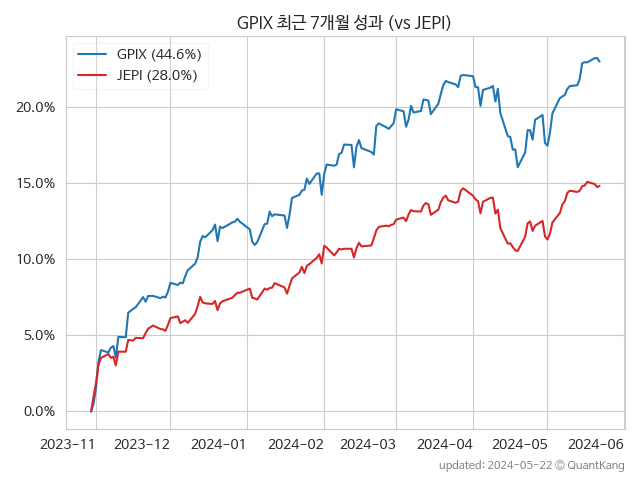 GPIX 최근 7개월 성과 (vs JEPI)
GPIX (44.6%)
JEPI (28.0%)
20.0%
15.0%
10.0%
5.0%
0.0%
2023-11 2023-12 2024-01 2024-02 2024-03 2024-04 2024-05 2024-06
updated: 2024-05-22 © QuantKang